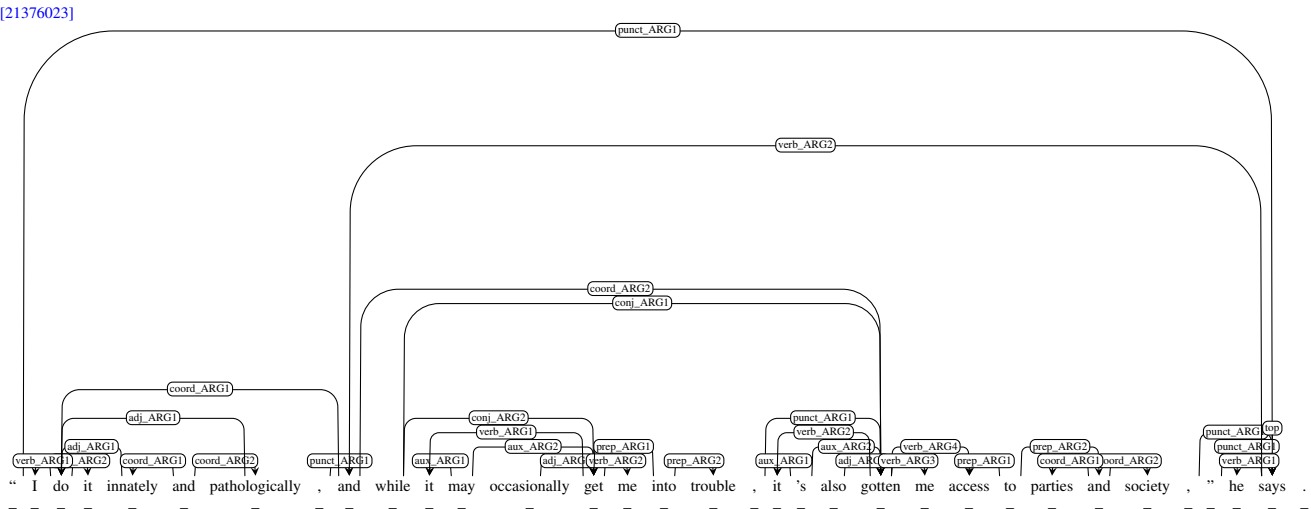 [21376023]
punct_ARG1
verb_ARG2
coord_ARG2
conj_ARG1
coord_ARG1
adj_ARG1 conj_ARG2 punct_ARG1
verb_ARG1 verb_ARG2 top punct_ARG1
adj_ARG1 aux_ARG2 prep_ARG1 aux_ARG2 verb_ARG4 prep_ARG2 punct_ARG1
verb_ARG1 verb_ARG2 coord_ARG1 coord_ARG2 punct_ARG1 aux_ARG1 verb_ARG2 prep_ARG2 aux_ARG1 verb_ARG3 prep_ARG1 coord_ARG1 coord_ARG2 verb_ARG1
“ I do it innately and pathologically , and while it may occasionally get me into trouble , it ’s also gotten me access to parties and society , ” he says .
_ _ _ _ _ _ _ _ _ _ _ _ _ _ _ _ _ _ _ _ _ _ _ _ _ _ _ _ _ _ _ _ _